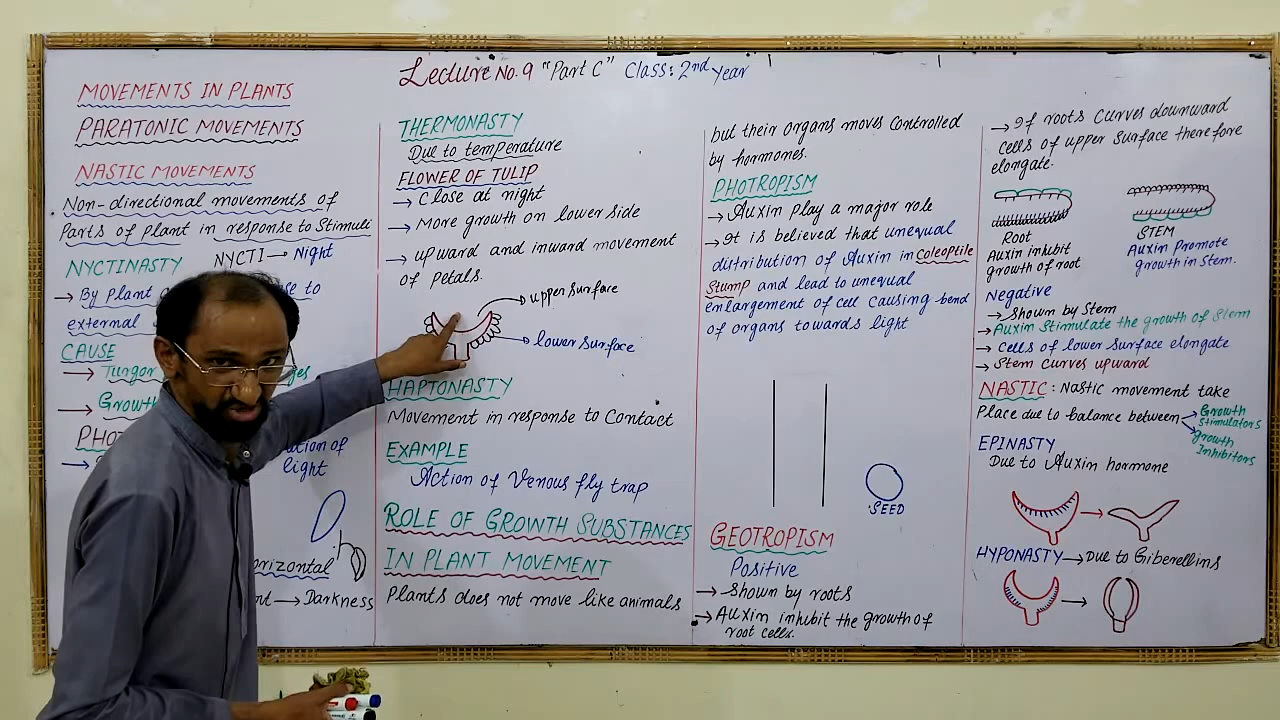 Lecture No. 9 "Part C" Class: 2nd Year
MOVEMENTS IN PLANTS
PARATONIC MOVEMENTS
NASTIC MOVEMENTS
Non-directional movements of
Parts of plant in response to Stimuli
NYCTINASTY NYCTI → Night
→ By plant to
external
CAUSE
→ Turgor
→ Growth
light
horizontal
→ Darkness
THERMONASTY
Due to temperature
FLOWER OF TULIP
→ Close at night
→ More growth on lower side
→ upward and inward movement
of petals.
upper surface
lower surface
HAPTONASTY
Movement in response to Contact
EXAMPLE
Action of Venous fly trap
ROLE OF GROWTH SUBSTANCES
IN PLANT MOVEMENT
Plants does not move like animals
but their organs moves controlled
by hormones.
PHOTROPISM
→ Auxin play a major role
→ It is believed that unequal
distribution of Auxin in Coleoptile
Stump and lead to unequal
enlargement of cell causing bend
of organs towards light
SEED
GEOTROPISM
Positive
→ Shown by roots
→ Auxin inhibit the growth of
root cells.
→ If roots curves downward
cells of upper surface therefore
elongate.
ROOT
Auxin inhibit
growth of root
STEM
Auxin Promote
growth in stem.
Negative
→ Shown by Stem
→ Auxin Stimulate the growth of Stem
→ Cells of lower surface elongate
→ Stem Curves upward
NASTIC: Nastic movement take
Place due to balance between
Growth
Stimulators
growth
Inhibitors
EPINASTY
Due to Auxin hormone
HYPONASTY → Due to Giberellins